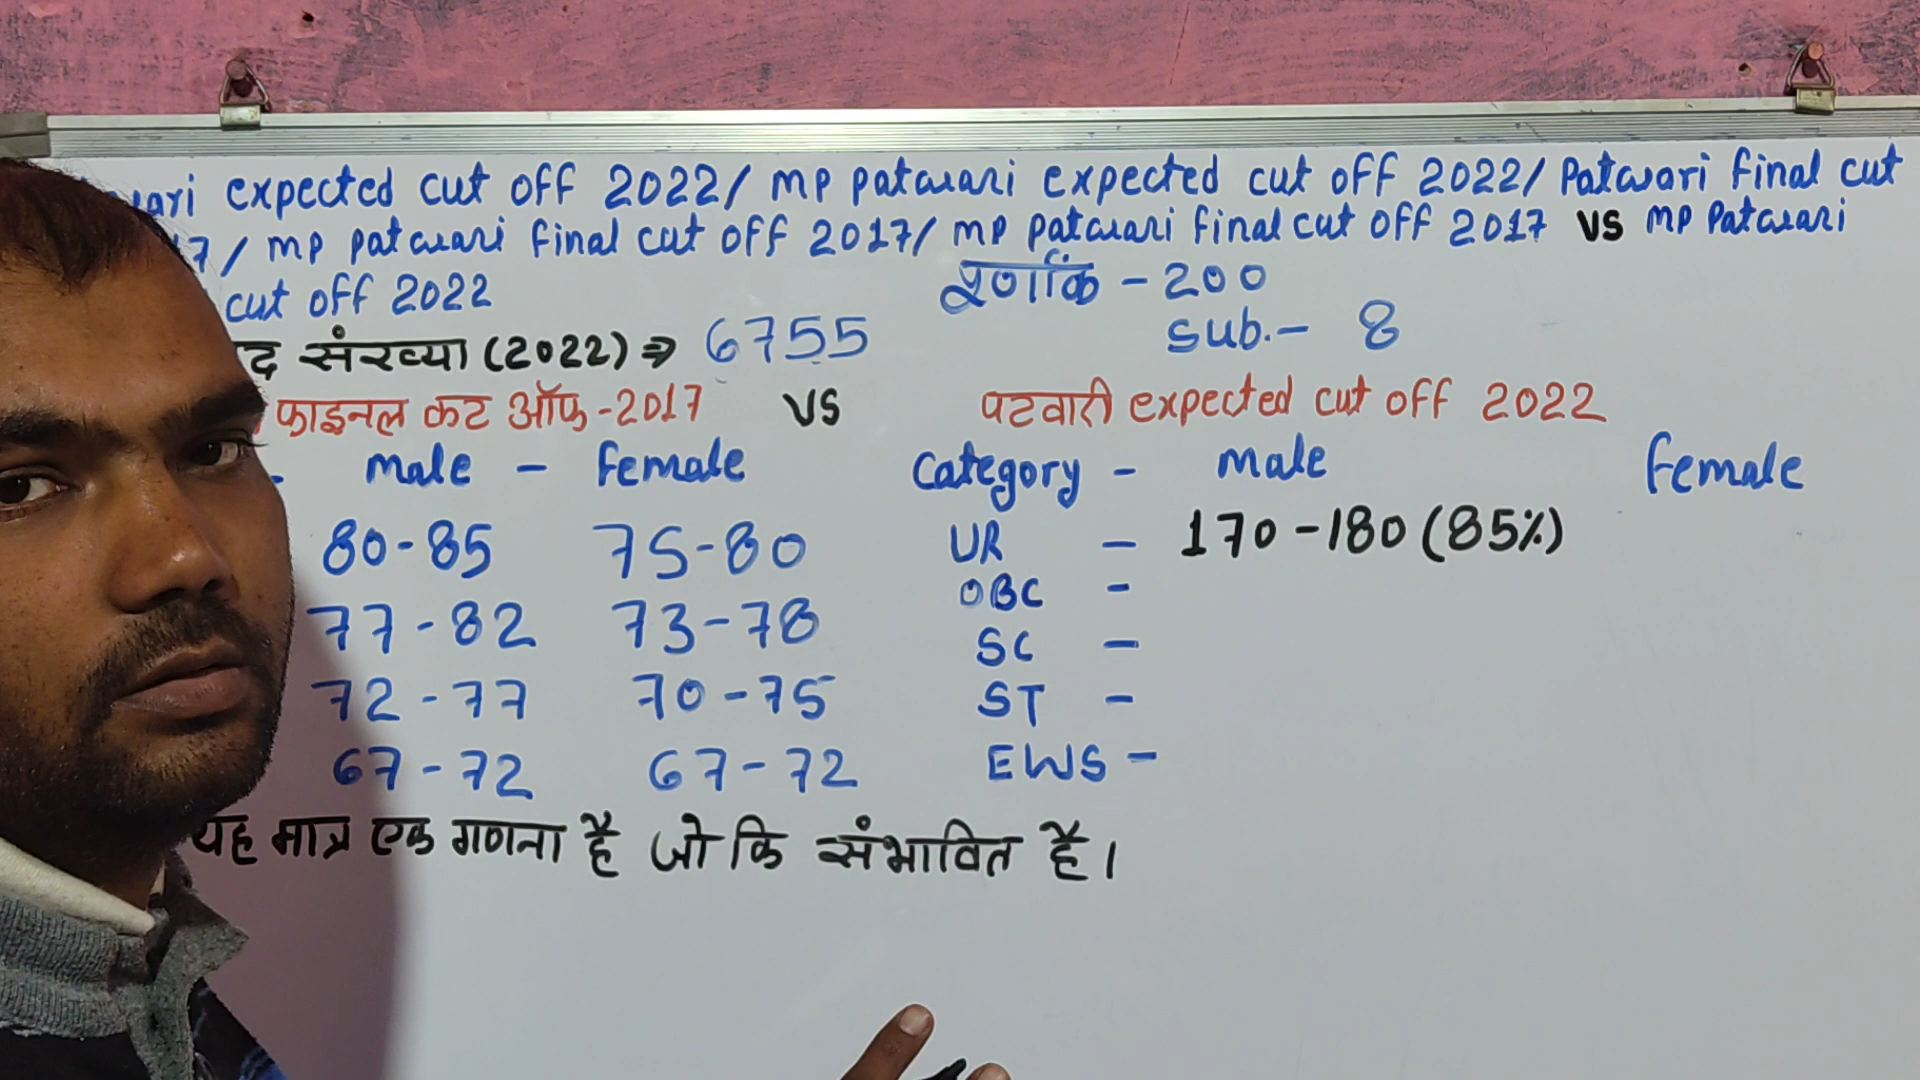 expected cut off 2022/ MP patwari expected cut off 2022/ Patwari final cut
7/ MP patwari final cut off 2017/ MP patwari final cut off 2017 VS MP Patwari
cut off 2022
पूर्णांक - 200
sub.- 8
संख्या (2022) ⇒ 6755
फाइनल कट ऑफ-2017 VS पटवारी expected cut off 2022
- male - female category - male female
80-85 75-80 UR - 170-180 (85%)
77-82 73-78 OBC -
SC -
72-77 70-75 ST -
67-72 67-72 EWS -
यह मात्र एक गणना है जो कि संभावित है।